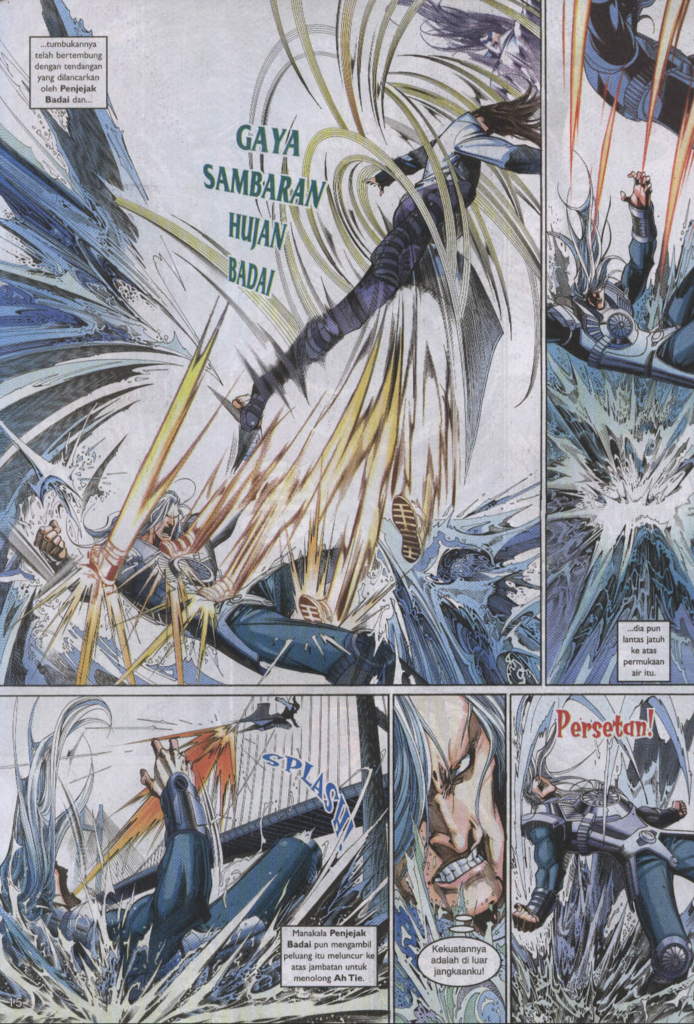 ...tumbukannya
telah bertembung
dengan tendangan
yang dilancarkan
oleh Penjejak
Badai dan...
GAYA
SAMBARAN
HUJAN
BADAI
...dia pun
lantas jatuh
ke atas
permukaan
air itu.
SPLASH!
Manakala Penjejak
Badai pun mengambil
peluang itu meluncur ke
atas jambatan untuk
menolong Ah Tie.
Kekuatannya
adalah di luar
jangkaanku!
Persetan!
15